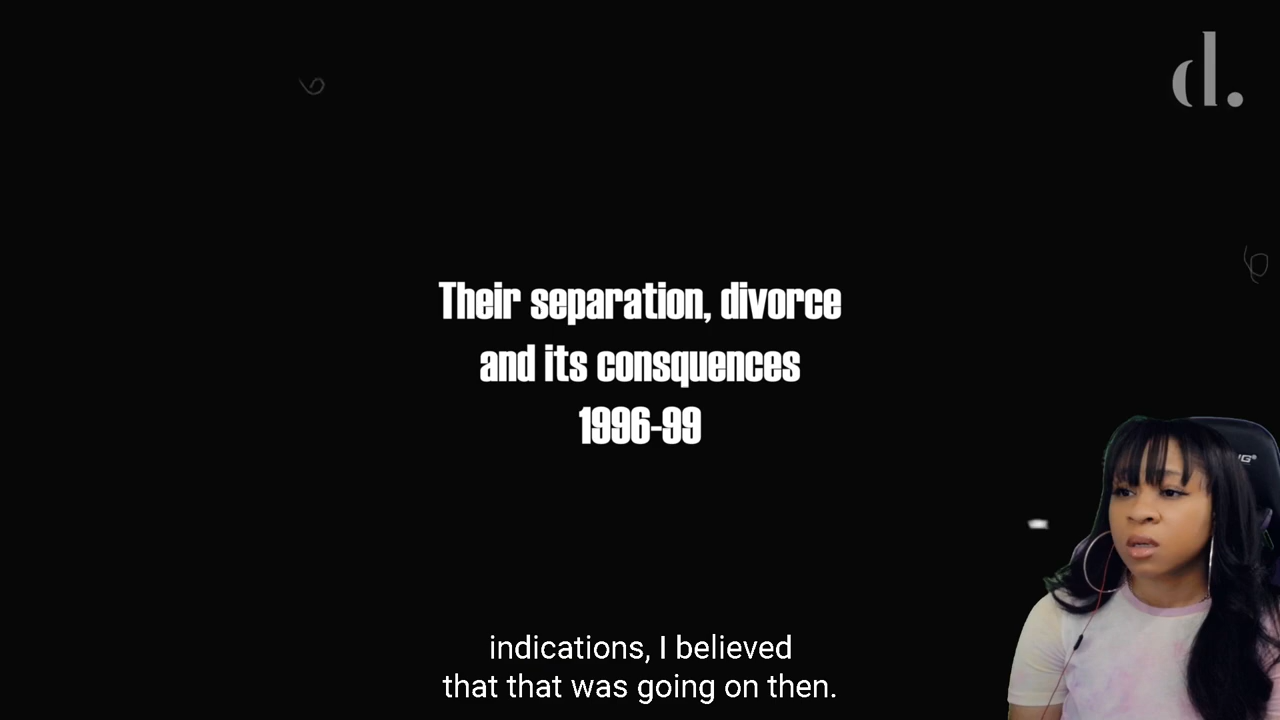 d.
Their separation, divorce
and its consquences
1996-99
indications, I believed
that that was going on then.